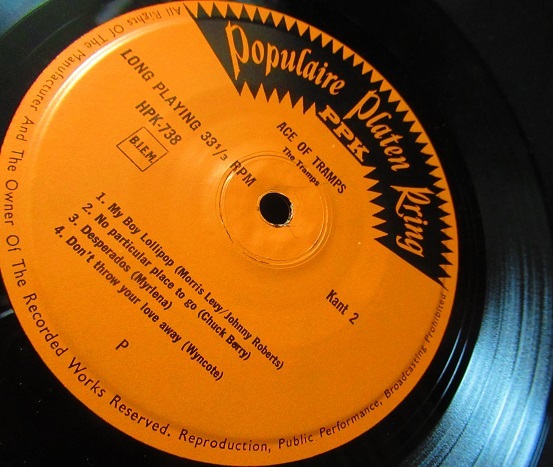 Populaire Platen Kring
PPK
LONG PLAYING 33 1/3 RPM
HPK-738
B.I.E.M.
ACE OF TRAMPS
The Tramps
Kant 2
1. My Boy Lollipop (Morris Levy/Johnny Roberts)
2. No particular place to go (Chuck Berry)
3. Desperados (Myrlena)
4. Don't throw your love away (Wyncote)
P
All Rights Of The Manufacturer And The Owner Of The Recorded Works Reserved. Reproduction, Public Performance, Broadcasting Prohibited